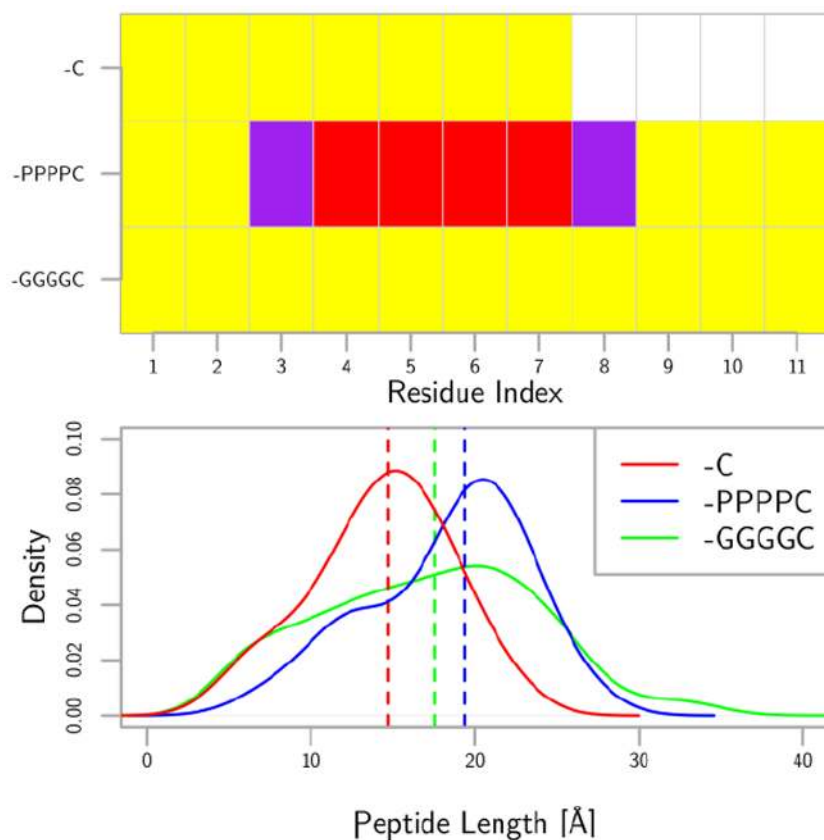 -C
-PPPPC
-GGGGC
1 2 3 4 5 6 7 8 9 10 11
Residue Index
0.10
0.08
0.06
0.04
0.02
0.00
Density
-C
-PPPPC
-GGGGC
0 10 20 30 40
Peptide Length [Å]